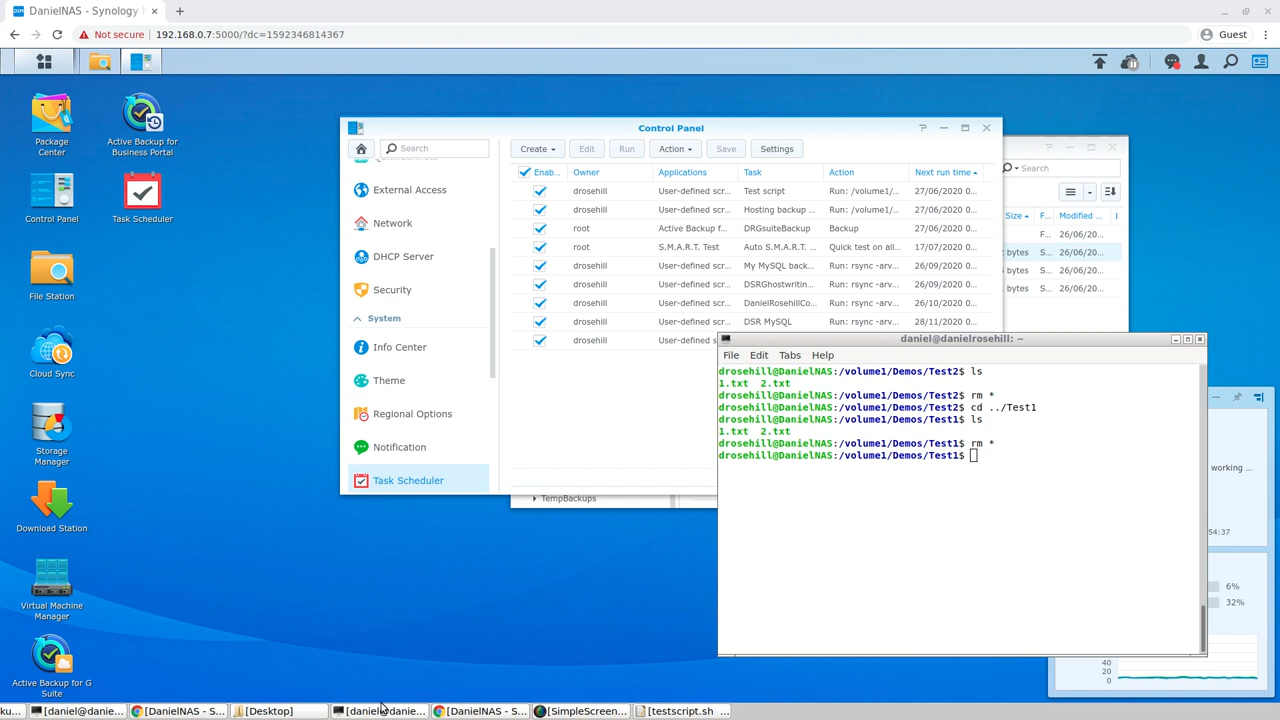 DanielNAS - Synology
Not secure
192.168.0.7:5000/?dc=1592346814367
Guest
Package
Center
Active Backup for
Business Portal
Control Panel
Task Scheduler
File Station
Cloud Sync
Storage
Manager
Download Station
Virtual Machine
Manager
Active Backup for G
Suite
Control Panel
Search
External Access
Network
DHCP Server
Security
System
Info Center
Theme
Regional Options
Notification
Task Scheduler
Create Edit Run Action Save Settings
Enab... Owner Applications Task Action Next run time
drosehill User-defined scr... Test script Run: /volume1/... 27/06/2020 0...
drosehill User-defined scr... Hosting backup ... Run: /volume1/... 27/06/2020 0...
root Active Backup f... DRGsuiteBackup Backup 27/06/2020 0...
root S.M.A.R.T. Test Auto S.M.A.R.T. ... Quick test on all... 17/07/2020 0...
drosehill User-defined scr... My MySQL back... Run: rsync -arv... 26/09/2020 0...
drosehill User-defined scr... DSRGhostwritin... Run: rsync -arv... 26/09/2020 0...
drosehill User-defined scr... DanielRosehillCo... Run: rsync -arv... 26/10/2020 0...
drosehill User-defined scr... DSR MySQL Run: rsync -arv... 28/11/2020 0...
drosehill User-defined s
TempBackups
Search
Size F... Modified ...
F... 26/06/20...
bytes S... 26/06/20...
bytes S... 26/06/20...
bytes S... 26/06/20...
daniel@danielrosehill: ~
File Edit Tabs Help
drosehill@DanielNAS:/volume1/Demos/Test2$ ls
1.txt 2.txt
drosehill@DanielNAS:/volume1/Demos/Test2$ rm *
drosehill@DanielNAS:/volume1/Demos/Test2$ cd ../Test1
drosehill@DanielNAS:/volume1/Demos/Test1$ ls
1.txt 2.txt
drosehill@DanielNAS:/volume1/Demos/Test1$ rm *
drosehill@DanielNAS:/volume1/Demos/Test1$
working ...
54:37
6%
32%
40
20
0
ku...
[daniel@danie...
[DanielNAS - S...
[Desktop]
[daniel@danie...
[DanielNAS - S...
[SimpleScreen...
[testscript.sh ...